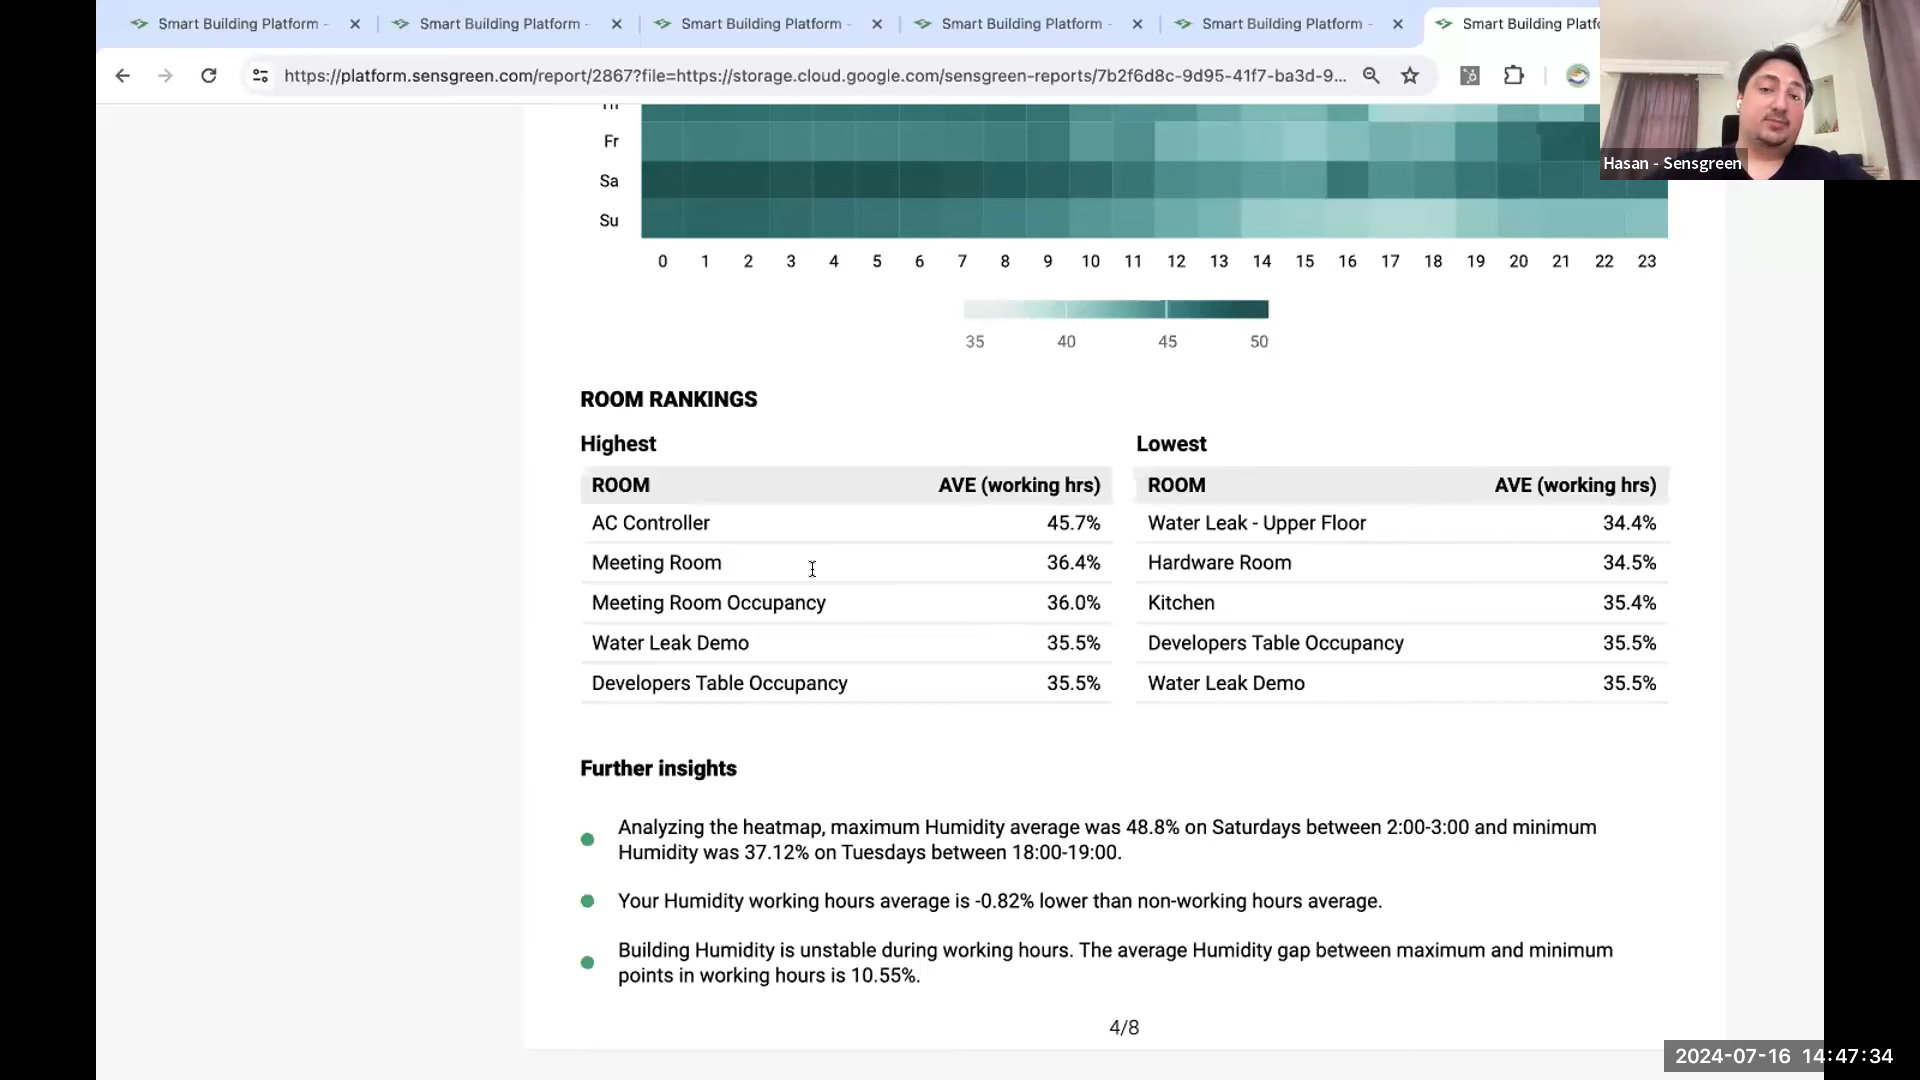 Smart Building Platform -
Smart Building Platform -
Smart Building Platform -
Smart Building Platform -
Smart Building Platform -
Smart Building Platf
https://platform.sensgreen.com/report/2867?file=https://storage.cloud.google.com/sensgreen-reports/7b2f6d8c-9d95-41f7-ba3d-9...
Hasan - Sensgreen
Fr
Sa
Su
0 1 2 3 4 5 6 7 8 9 10 11 12 13 14 15 16 17 18 19 20 21 22 23
35 40 45 50
ROOM RANKINGS
Highest
ROOM AVE (working hrs)
AC Controller 45.7%
Meeting Room 36.4%
Meeting Room Occupancy 36.0%
Water Leak Demo 35.5%
Developers Table Occupancy 35.5%
Lowest
ROOM AVE (working hrs)
Water Leak - Upper Floor 34.4%
Hardware Room 34.5%
Kitchen 35.4%
Developers Table Occupancy 35.5%
Water Leak Demo 35.5%
Further insights
Analyzing the heatmap, maximum Humidity average was 48.8% on Saturdays between 2:00-3:00 and minimum
Humidity was 37.12% on Tuesdays between 18:00-19:00.
Your Humidity working hours average is -0.82% lower than non-working hours average.
Building Humidity is unstable during working hours. The average Humidity gap between maximum and minimum
points in working hours is 10.55%.
4/8
2024-07-16 14:47:34